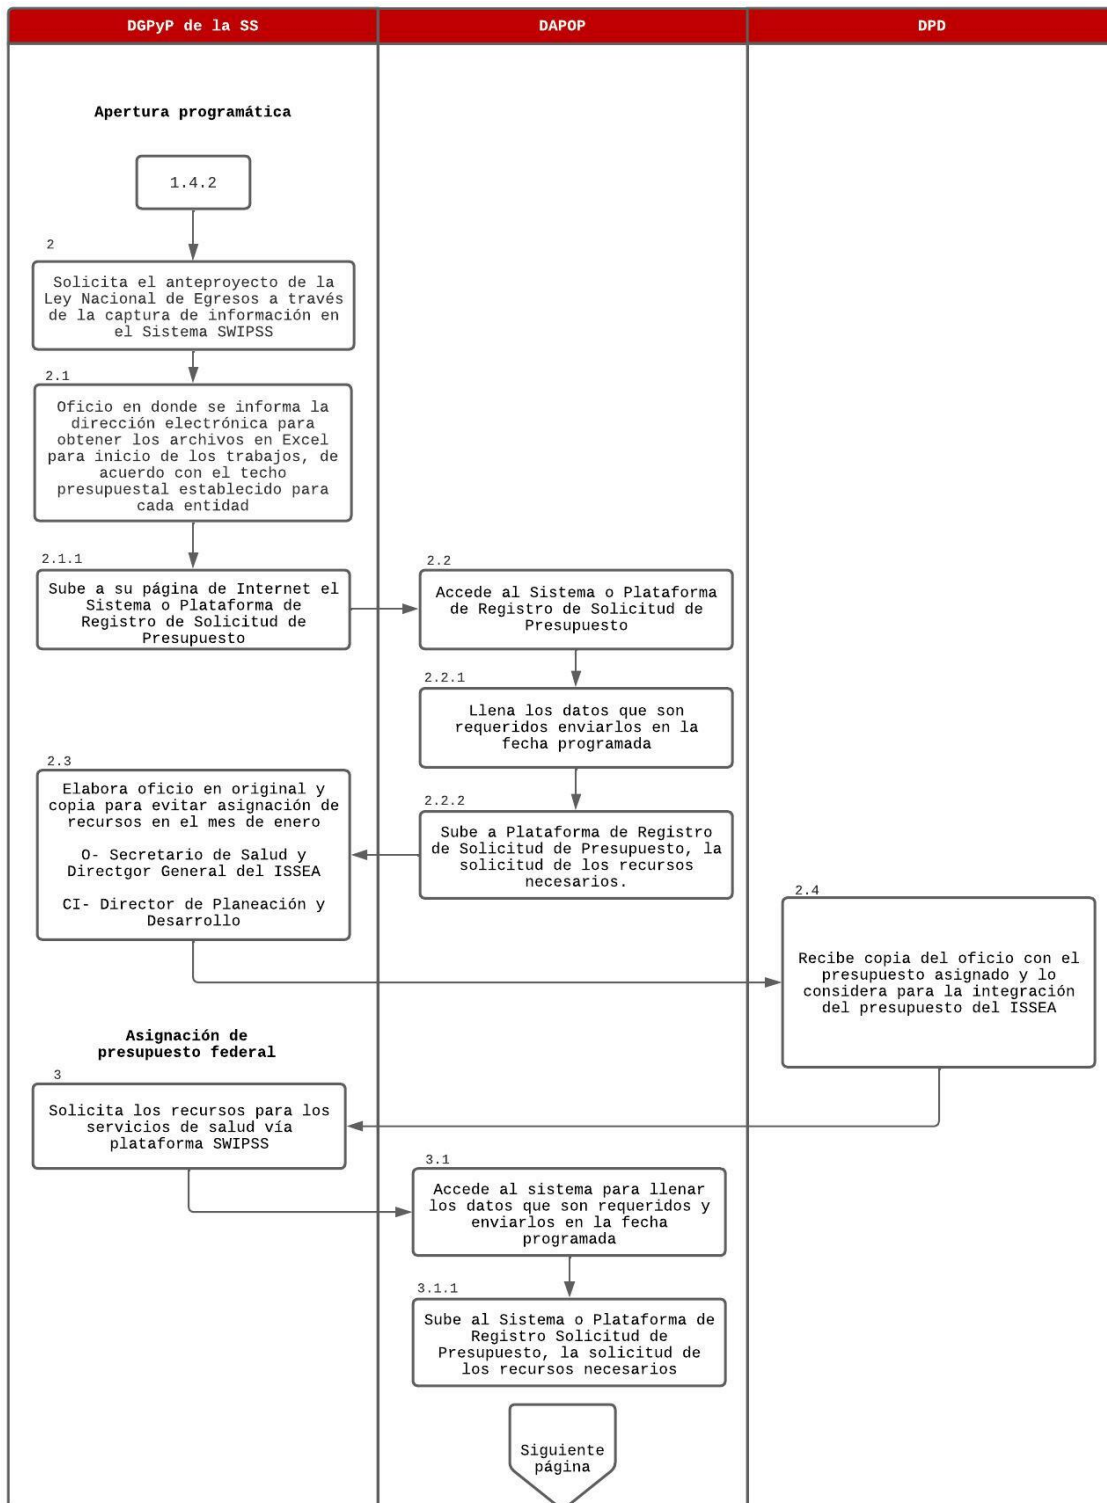 DGPyP de la SS
DAPOP
DPD
Apertura programática
1.4.2
2
Solicita el anteproyecto de la
Ley Nacional de Egresos a través
de la captura de información en
el Sistema SWIPSS
2.1
Oficio en donde se informa la
dirección electrónica para
obtener los archivos en Excel
para inicio de los trabajos, de
acuerdo con el techo
presupuestal establecido para
cada entidad
2.1.1
Sube a su página de Internet el
Sistema o Plataforma de
Registro de Solicitud de
Presupuesto
2.2
Accede al Sistema o Plataforma
de Registro de Solicitud de
Presupuesto
2.2.1
Llena los datos que son
requeridos enviarlos en la
fecha programada
2.2.2
Sube a Plataforma de Registro
de Solicitud de Presupuesto, la
solicitud de los recursos
necesarios.
2.3
Elabora oficio en original y
copia para evitar asignación de
recursos en el mes de enero
O- Secretario de Salud y
Directgor General del ISSEA
CI- Director de Planeación y
Desarrollo
2.4
Recibe copia del oficio con el
presupuesto asignado y lo
considera para la integración
del presupuesto del ISSEA
Asignación de
presupuesto federal
3
Solicita los recursos para los
servicios de salud vía
plataforma SWIPSS
3.1
Accede al sistema para llenar
los datos que son requeridos y
enviarlos en la fecha
programada
3.1.1
Sube al Sistema o Plataforma de
Registro Solicitud de
Presupuesto, la solicitud de
los recursos necesarios
Siguiente
página